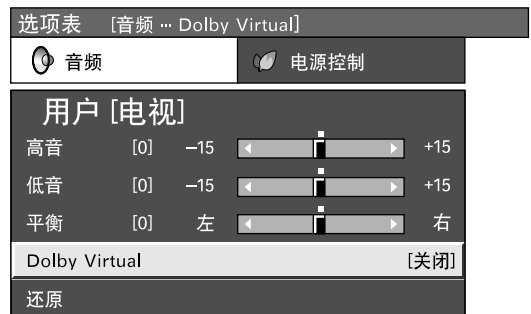 选项表 [音频 ··· Dolby Virtual]
音频 电源控制
用户 [电视]
高音 [0] –15 +15
低音 [0] –15 +15
平衡 [0] 左 右
Dolby Virtual [关闭]
还原